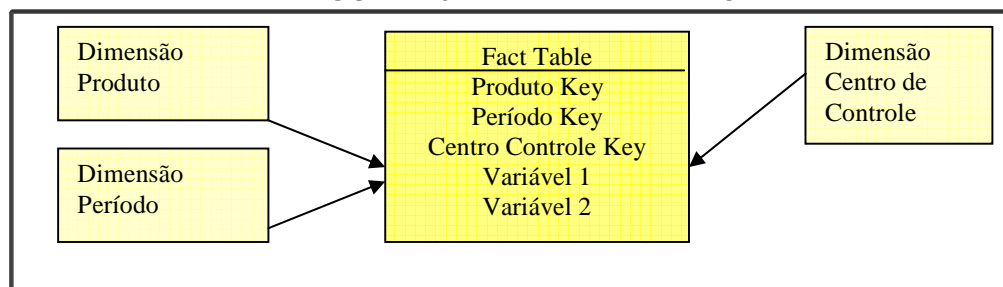 Dimensão
Produto
Dimensão
Período
Fact Table
Produto Key
Período Key
Centro Controle Key
Variável 1
Variável 2
Dimensão
Centro de
Controle